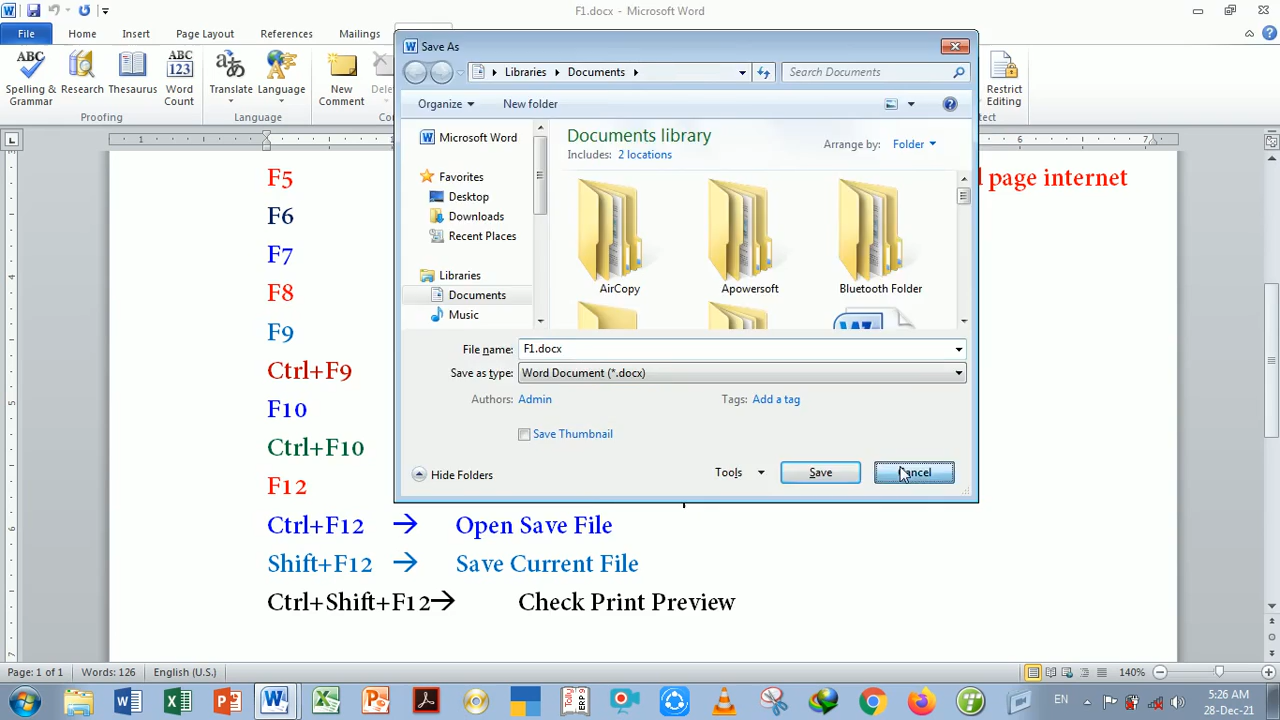 F1.docx - Microsoft Word
File
Home
Insert
Page Layout
References
Mailings
Spelling & Grammar
Research
Thesaurus
Word Count
Translate
Language
New Comment
Restrict Editing
Proofing
Language
Save As
Libraries
Documents
Search Documents
Organize
New folder
Microsoft Word
Favorites
Desktop
Downloads
Recent Places
Libraries
Documents
Music
Documents library
Includes: 2 locations
Arrange by: Folder
AirCopy
Apowersoft
Bluetooth Folder
File name: F1.docx
Save as type: Word Document (*.docx)
Authors: Admin
Tags: Add a tag
Save Thumbnail
Hide Folders
Tools
Save
1
6
7
4
5
7
F5
page internet
F6
F7
F8
F9
Ctrl+F9
F10
Ctrl+F10
F12
Ctrl+F12 → Open Save File
Shift+F12 → Save Current File
Ctrl+Shift+F12→ Check Print Preview
Page: 1 of 1
Words: 126
English (U.S.)
140%
EN
5:26 AM
28-Dec-21